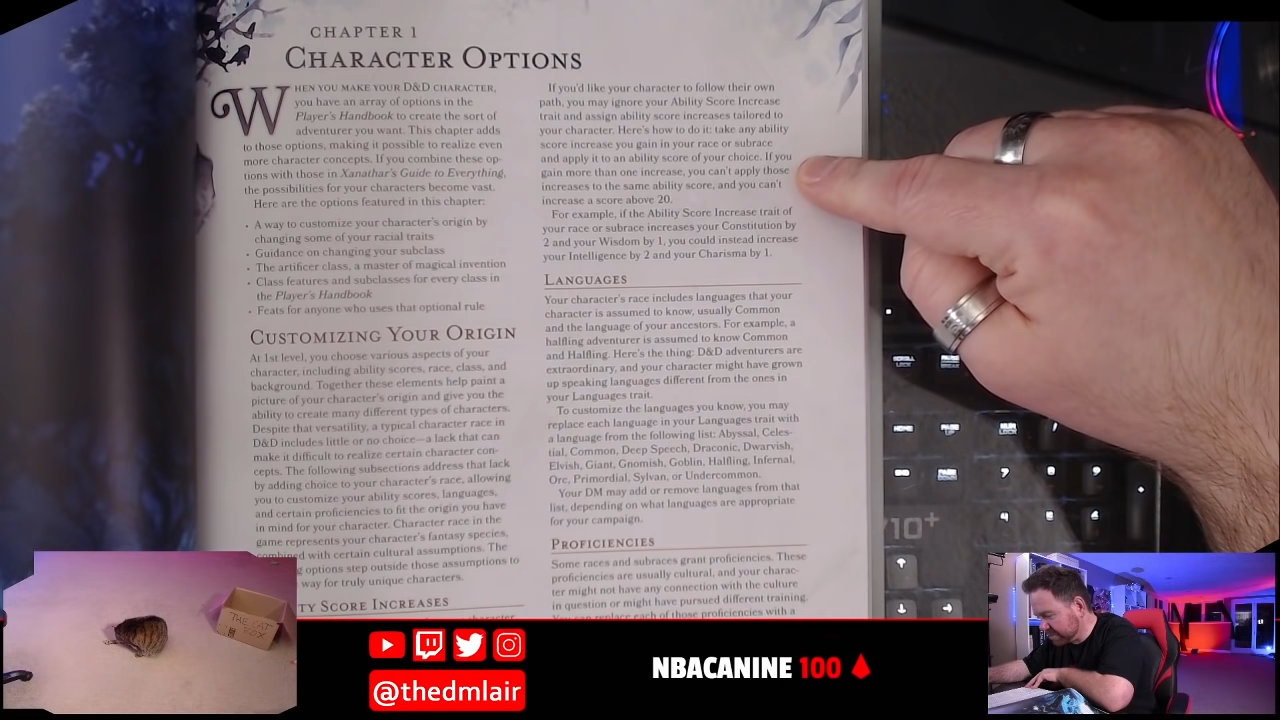 CHAPTER 1
CHARACTER OPTIONS
WHEN YOU MAKE YOUR D&D CHARACTER,
you have an array of options in the
Player's Handbook to create the sort of
adventurer you want. This chapter adds
to those options, making it possible to realize even
more character concepts. If you combine these op-
tions with those in Xanathar's Guide to Everything,
the possibilities for your characters become vast.
Here are the options featured in this chapter:
• A way to customize your character's origin by
changing some of your racial traits
• Guidance on changing your subclass
• The artificer class, a master of magical invention
• Class features and subclasses for every class in
the Player's Handbook
• Feats for anyone who uses that optional rule
CUSTOMIZING YOUR ORIGIN
At 1st level, you choose various aspects of your
character, including ability scores, race, class, and
background. Together these elements help paint a
picture of your character's origin and give you the
ability to create many different types of characters.
Despite that versatility, a typical character race in
D&D includes little or no choice—a lack that can
make it difficult to realize certain character con-
cepts. The following subsections address that lack
by adding choice to your character's race, allowing
you to customize your ability scores, languages,
and certain proficiencies to fit the origin you have
in mind for your character. Character race in the
game represents your character's fantasy species,
combined with certain cultural assumptions. The
options step outside those assumptions to
way for truly unique characters.
TY SCORE INCREASES
character
If you'd like your character to follow their own
path, you may ignore your Ability Score Increase
trait and assign ability score increases tailored to
your character. Here's how to do it: take any ability
score increase you gain in your race or subrace
and apply it to an ability score of your choice. If you
gain more than one increase, you can't apply those
increases to the same ability score, and you can't
increase a score above 20.
For example, if the Ability Score Increase trait of
your race or subrace increases your Constitution by
2 and your Wisdom by 1, you could instead increase
your Intelligence by 2 and your Charisma by 1.
LANGUAGES
Your character's race includes languages that your
character is assumed to know, usually Common
and the language of your ancestors. For example, a
halfling adventurer is assumed to know Common
and Halfling. Here's the thing: D&D adventurers are
extraordinary, and your character might have grown
up speaking languages different from the ones in
your Languages trait.
To customize the languages you know, you may
replace each language in your Languages trait with
a language from the following list: Abyssal, Celes-
tial, Common, Deep Speech, Draconic, Dwarvish,
Elvish, Giant, Gnomish, Goblin, Halfling, Infernal,
Orc, Primordial, Sylvan, or Undercommon.
Your DM may add or remove languages from that
list, depending on what languages are appropriate
for your campaign.
PROFICIENCIES
Some races and subraces grant proficiencies. These
proficiencies are usually cultural, and your charac-
ter might not have any connection with the culture
in question or might have pursued different training.
You can replace each of those proficiencies with a
SCROLL
LOCK
HOME
7 8 9
4 5 6
V10+
THE CAT
BOX
@thedmlair
NBACANINE 100